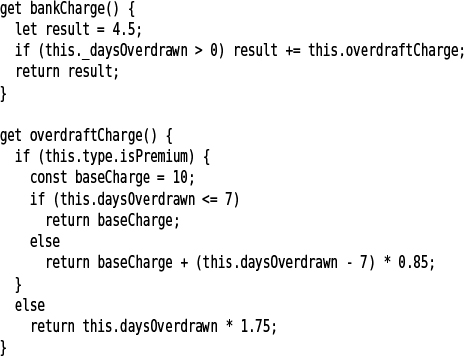 get bankCharge() {
  let result = 4.5;
  if (this._daysOverdrawn > 0) result += this.overdraftCharge;
  return result;
}

get overdraftCharge() {
  if (this.type.isPremium) {
    const baseCharge = 10;
    if (this.daysOverdrawn <= 7)
      return baseCharge;
    else
      return baseCharge + (this.daysOverdrawn - 7) * 0.85;
  }
  else
    return this.daysOverdrawn * 1.75;
}